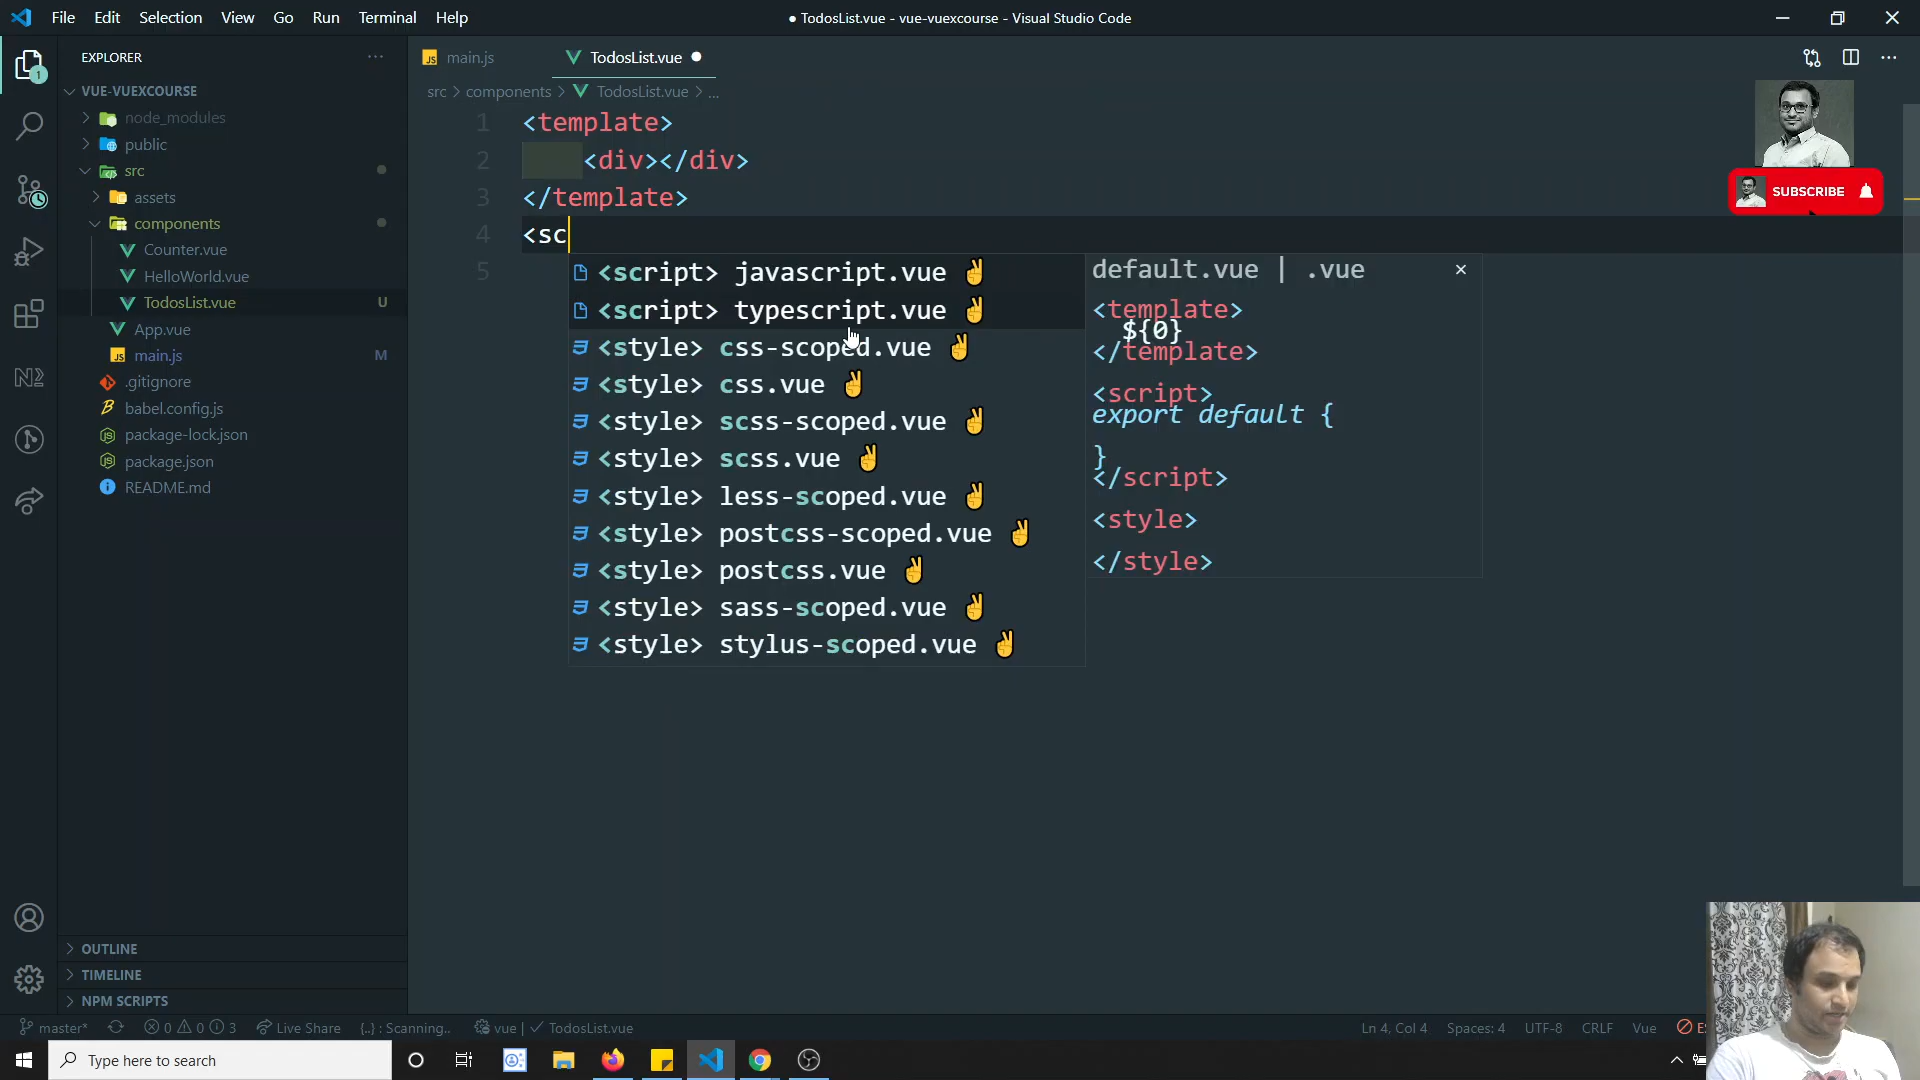 File Edit Selection View Go Run Terminal Help
● TodosList.vue - vue-vuexcourse - Visual Studio Code
EXPLORER
VUE-VUEXCOURSE
node_modules
public
src
assets
components
Counter.vue
HelloWorld.vue
TodosList.vue U
App.vue
main.js M
.gitignore
babel.config.js
package-lock.json
package.json
README.md
OUTLINE
TIMELINE
NPM SCRIPTS
1
main.js
TodosList.vue
src > components > TodosList.vue > ...
1 <template>
2 <div></div>
3 </template>
4 <sc
5
<script> javascript.vue ✌
<script> typescript.vue ✌
<style> css-scoped.vue ✌
<style> css.vue ✌
<style> scss-scoped.vue ✌
<style> scss.vue ✌
<style> less-scoped.vue ✌
<style> postcss-scoped.vue ✌
<style> postcss.vue ✌
<style> sass-scoped.vue ✌
<style> stylus-scoped.vue ✌
default.vue | .vue
<template>
${0}
</template>
<script>
export default {
}
</script>
<style>
</style>
SUBSCRIBE
master* 0 0 3 Live Share {..} : Scanning.. vue | ✓ TodosList.vue
Ln 4, Col 4 Spaces: 4 UTF-8 CRLF Vue
Type here to search